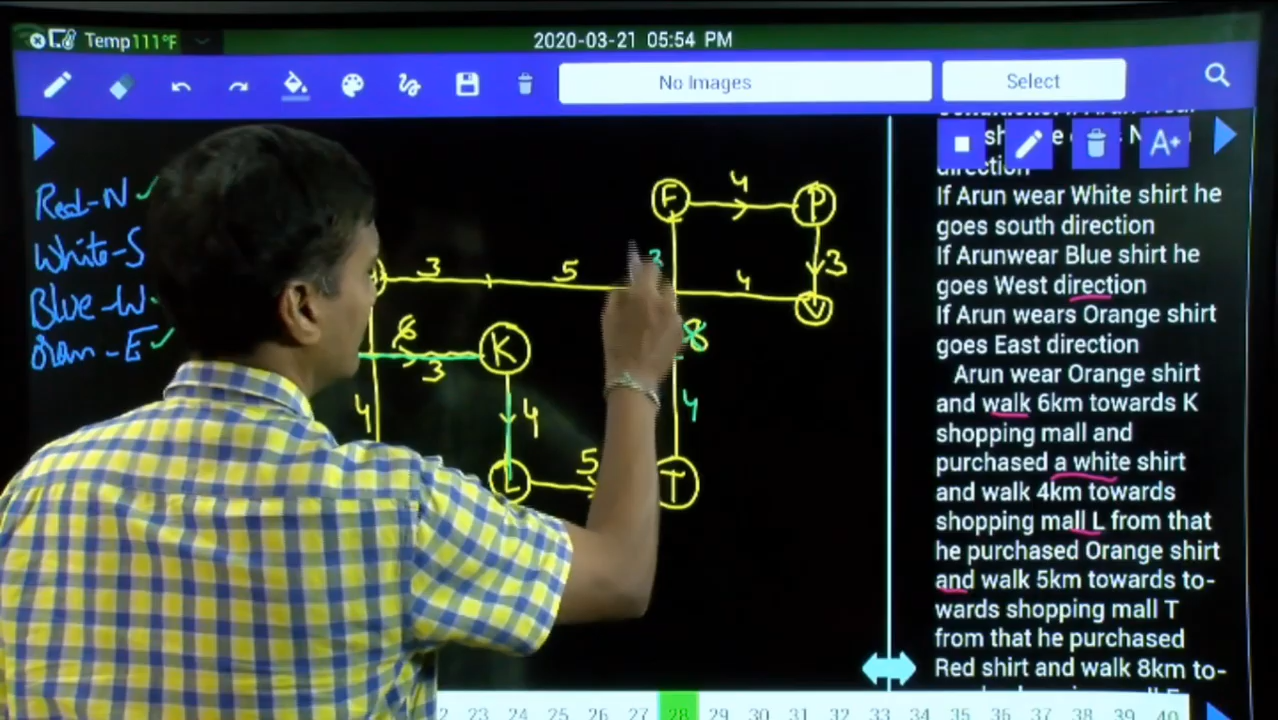 Temp 111°F
2020-03-21 05:54 PM
No Images
Select
A+
Red-N ✓
White-S
Blue-W
Oran-E ✓
F
4
P
3
3
5
4
3
V
8
6
3
K
4
4
4
L
5
T
direction
If Arun wear White shirt he
goes south direction
If Arunwear Blue shirt he
goes West direction
If Arun wears Orange shirt
goes East direction
Arun wear Orange shirt
and walk 6km towards K
shopping mall and
purchased a white shirt
and walk 4km towards
shopping mall L from that
he purchased Orange shirt
and walk 5km towards to-
wards shopping mall T
from that he purchased
Red shirt and walk 8km to-
23 24 25 26 27 28 29 30 31 32 33 34 35 36 37 38 39 40